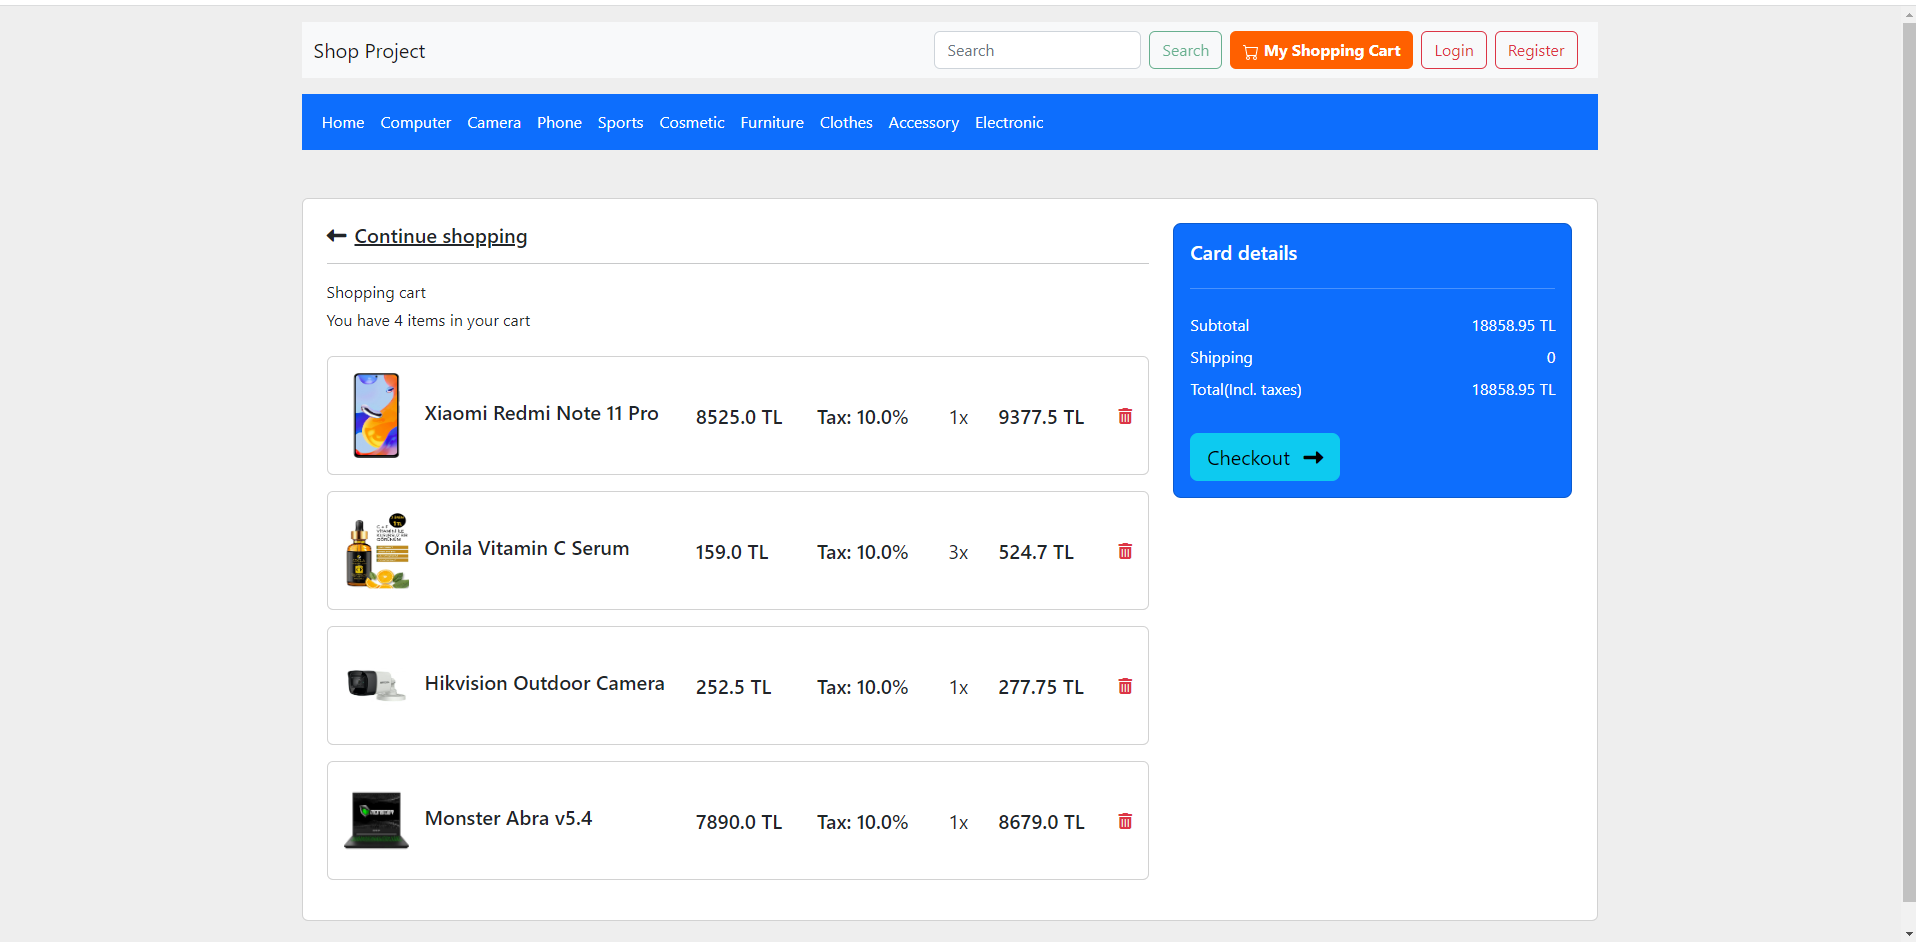 Shop Project
Search
Search
My Shopping Cart
Login
Register
Home Computer Camera Phone Sports Cosmetic Furniture Clothes Accessory Electronic
Continue shopping
Shopping cart
You have 4 items in your cart
Xiaomi Redmi Note 11 Pro 8525.0 TL Tax: 10.0% 1x 9377.5 TL
Onila Vitamin C Serum 159.0 TL Tax: 10.0% 3x 524.7 TL
Hikvision Outdoor Camera 252.5 TL Tax: 10.0% 1x 277.75 TL
Monster Abra v5.4 7890.0 TL Tax: 10.0% 1x 8679.0 TL
Card details
Subtotal 18858.95 TL
Shipping 0
Total(Incl. taxes) 18858.95 TL
Checkout